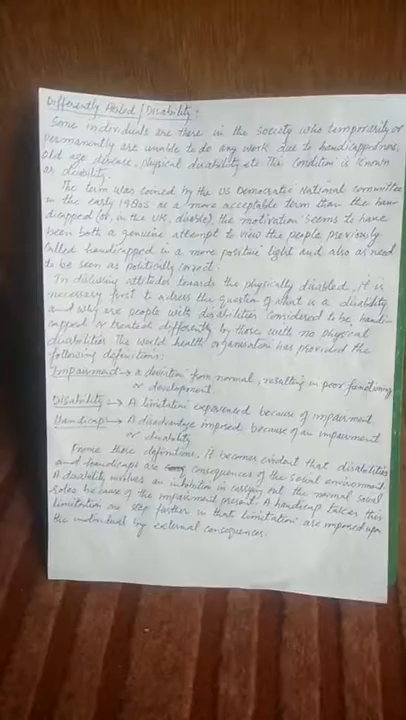 Differently Abled / Disability :
Some individuals are there in the society who temporarily or
permanently are unable to do any work due to handicappedness,
old age disease, physical disability etc. This condition is known
as disability.
The term was coined by the US Democratic National committee
in the early 1980s as a more acceptable term than the han-
dicapped (or, in the UK, disable), the motivation seems to have
been both a genuine attempt to view the people previously
called handicapped in a more positive light and also as need
to be seen as politically correct.
In discussing attitudes towards the physically disabled, it is
necessary first to adress the question of what is a disability
and why are people with disabilities considered to be handi-
capped or treated differently by those with no physical
disabilities. The world health organisation has provided the
following definitions:
Impairment → a deviation from normal, resulting in poor functioning
or development.
Disability → A limitation experienced because of impairment.
Handicap → A disadvantage imposed because of an impairment
or disability
From these definitions, It becomes evident that disabilities
and handicaps are consequences of the social environment.
A disability involves an inhibition in carrying out the normal social
roles because of the impairment present. A handicap takes this
limitation one step further in that limitations are imposed upon
the individual by external consequences.